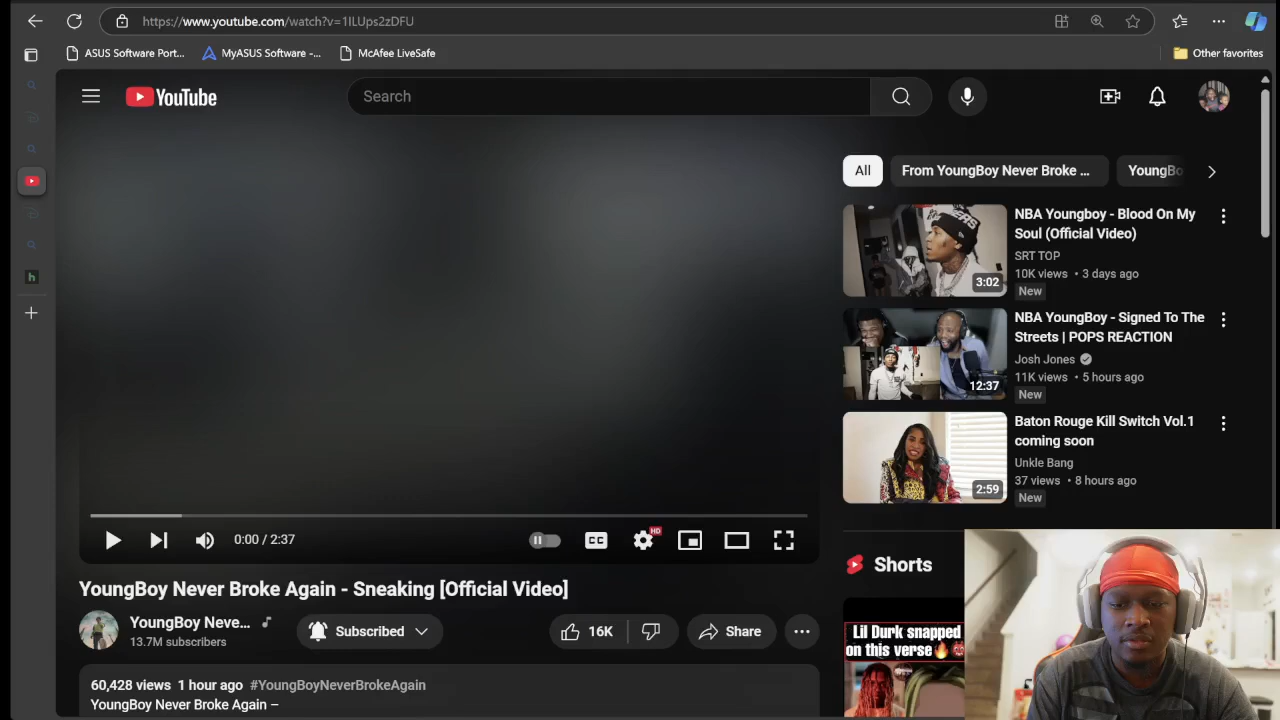 https://www.youtube.com/watch?v=1lLUps2zDFU
ASUS Software Port...
MyASUS Software -...
McAfee LiveSafe
Other favorites
YouTube
Search
All
From YoungBoy Never Broke ...
YoungBo
NBA Youngboy - Blood On My
Soul (Official Video)
SRT TOP
10K views • 3 days ago
New
3:02
NBA YoungBoy - Signed To The
Streets | POPS REACTION
Josh Jones
11K views • 5 hours ago
New
12:37
Baton Rouge Kill Switch Vol.1
coming soon
Unkle Bang
37 views • 8 hours ago
New
2:59
0:00 / 2:37
CC
HD
YoungBoy Never Broke Again - Sneaking [Official Video]
YoungBoy Neve...
13.7M subscribers
Subscribed
16K
Share
60,428 views 1 hour ago #YoungBoyNeverBrokeAgain
YoungBoy Never Broke Again –
Shorts
Lil Durk snapped
on this verse🔥